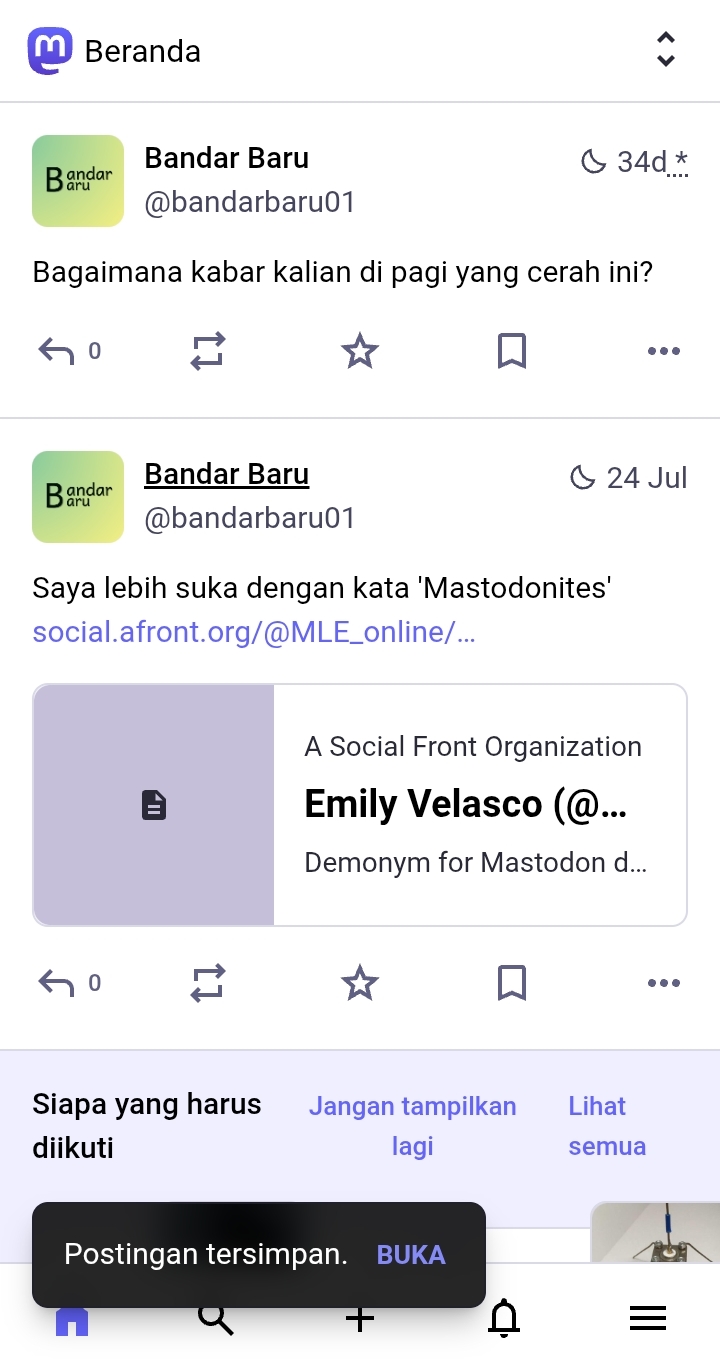 Beranda
Bandar Baru
Bandar Baru
@bandarbaru01
34d *
Bagaimana kabar kalian di pagi yang cerah ini?
0
Bandar Baru
Bandar Baru
@bandarbaru01
24 Jul
Saya lebih suka dengan kata 'Mastodonites'
social.afront.org/@MLE_online/…
A Social Front Organization
Emily Velasco (@…
Demonym for Mastodon d…
0
Siapa yang harus diikuti
Jangan tampilkan lagi
Lihat semua
Postingan tersimpan.
BUKA